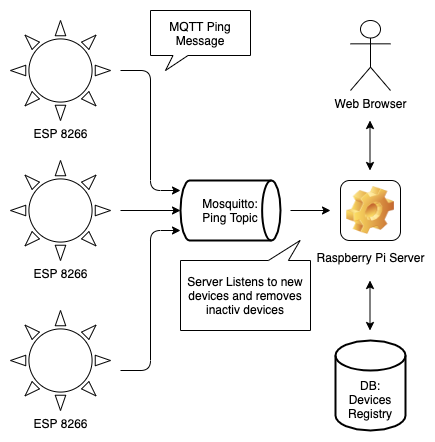 MQTT Ping
Message
ESP 8266
Web Browser
Mosquitto:
Ping Topic
ESP 8266
Raspberry Pi Server
Server Listens to new
devices and removes
inactiv devices
DB:
Devices
Registry
ESP 8266